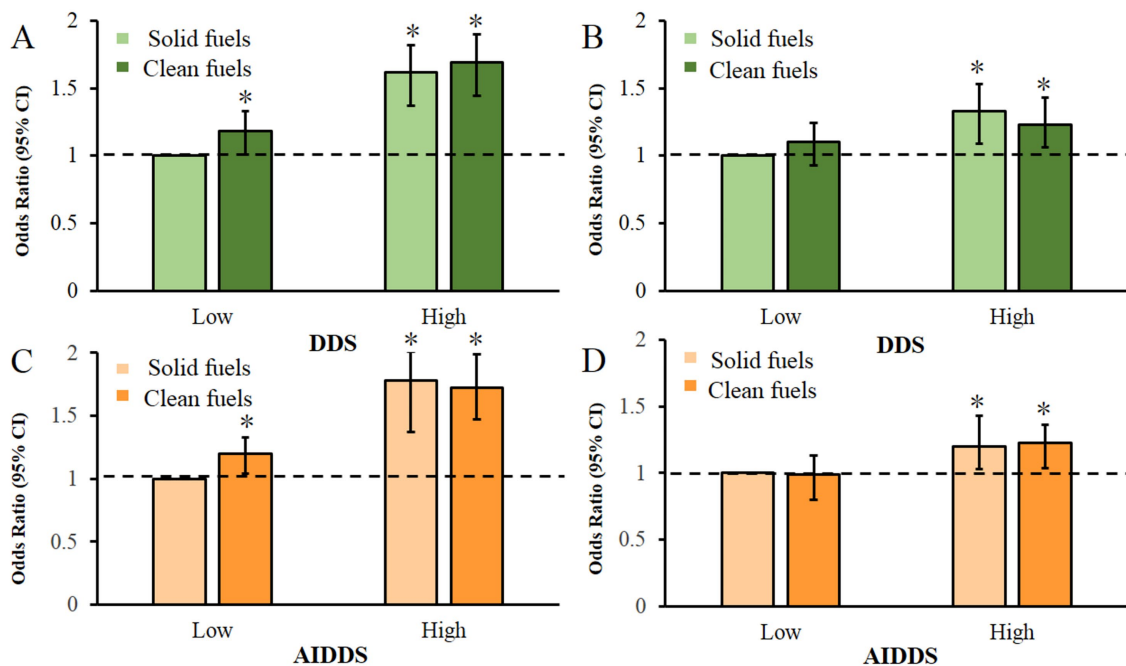 A
Odds Ratio (95% CI)
2
1.5
1
0.5
0
Solid fuels
Clean fuels
*
*
*
Low
High
DDS
B
Odds Ratio (95% CI)
2
1.5
1
0.5
0
Solid fuels
Clean fuels
*
*
Low
High
DDS
C
Odds Ratio (95% CI)
2
1.5
1
0.5
0
Solid fuels
Clean fuels
*
*
*
Low
High
AIDDS
D
Odds Ratio (95% CI)
2
1.5
1
0.5
0
Solid fuels
Clean fuels
*
*
Low
High
AIDDS